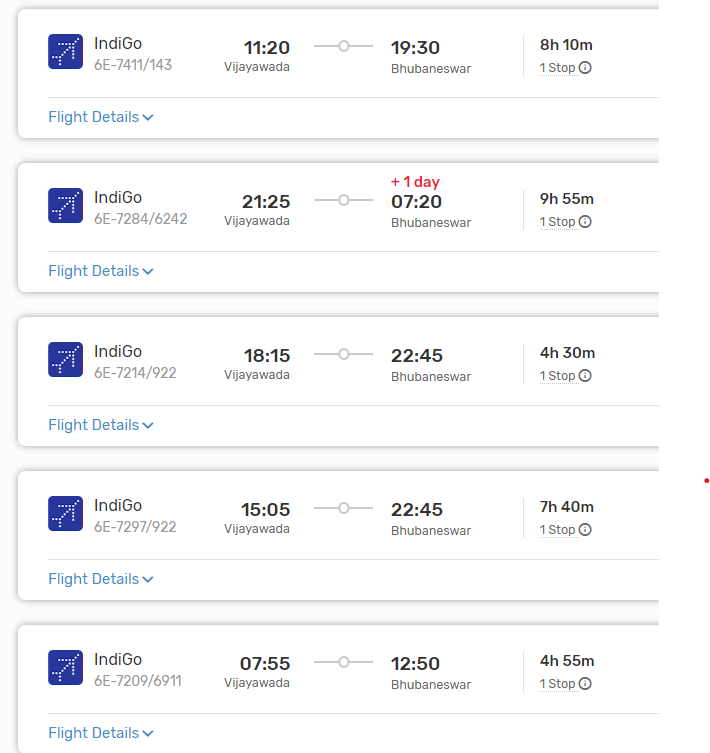 IndiGo 11:20 19:30 8h 10m
6E-7411/143 Vijayawada Bhubaneswar 1 Stop
Flight Details
+ 1 day
IndiGo 21:25 07:20 9h 55m
6E-7284/6242 Vijayawada Bhubaneswar 1 Stop
Flight Details
IndiGo 18:15 22:45 4h 30m
6E-7214/922 Vijayawada Bhubaneswar 1 Stop
Flight Details
IndiGo 15:05 22:45 7h 40m
6E-7297/922 Vijayawada Bhubaneswar 1 Stop
Flight Details
IndiGo 07:55 12:50 4h 55m
6E-7209/6911 Vijayawada Bhubaneswar 1 Stop
Flight Details